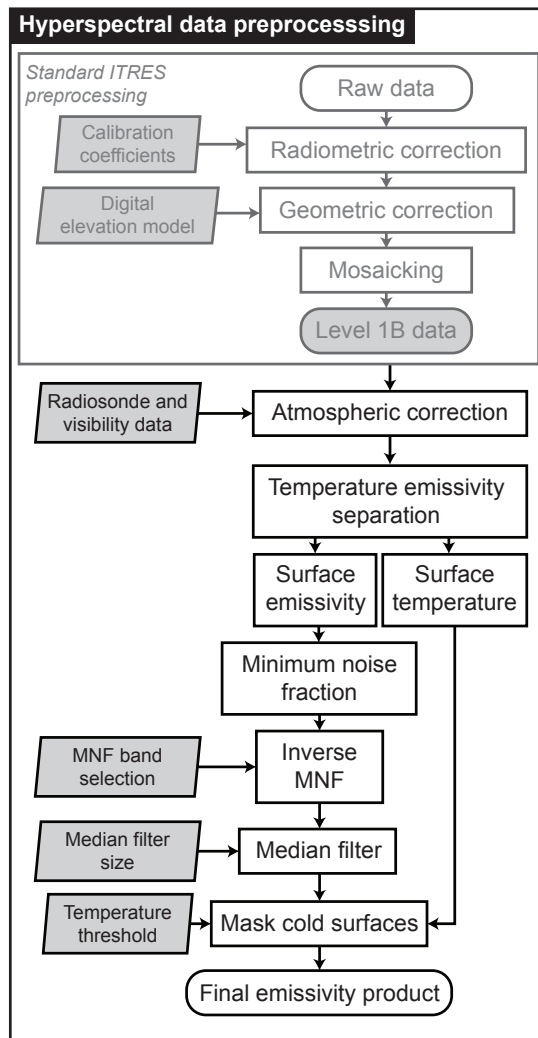 Hyperspectral data preprocesssing
Standard ITRES
preprocessing
Raw data
Calibration
coefficients
Radiometric correction
Digital
elevation model
Geometric correction
Mosaicking
Level 1B data
Radiosonde and
visibility data
Atmospheric correction
Temperature emissivity
separation
Surface
emissivity
Surface
temperature
Minimum noise
fraction
MNF band
selection
Inverse
MNF
Median filter
size
Median filter
Temperature
threshold
Mask cold surfaces
Final emissivity product